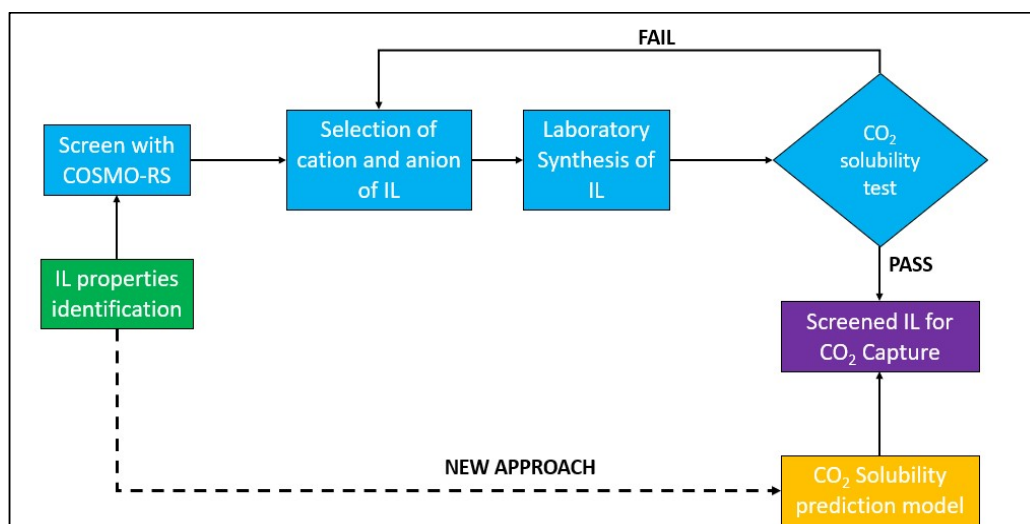 FAIL
Screen with
COSMO-RS
Selection of
cation and anion
of IL
Laboratory
Synthesis of
IL
CO₂
solubility
test
PASS
IL properties
identification
Screened IL for
CO₂ Capture
NEW APPROACH
CO₂ Solubility
prediction model